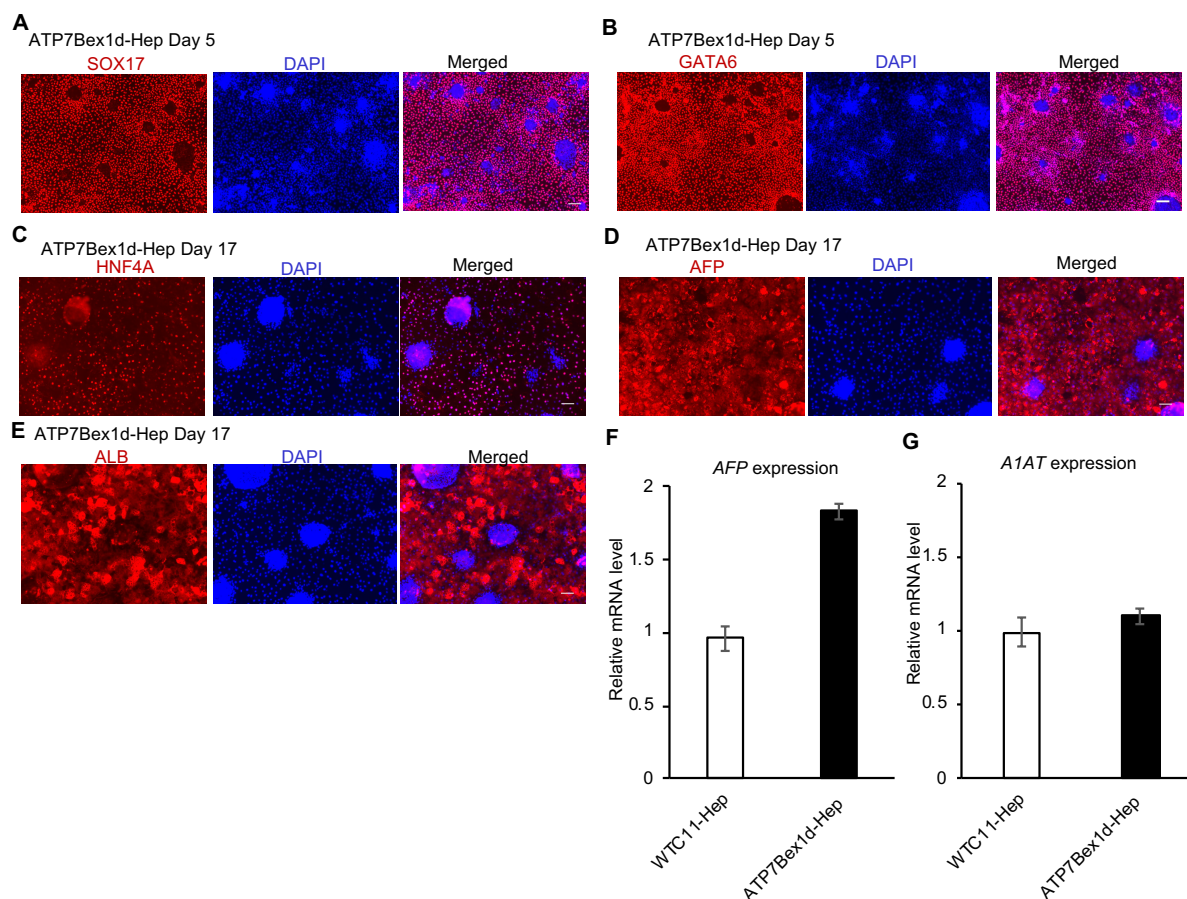 A
ATP7Bex1d-Hep Day 5
SOX17 DAPI Merged
B
ATP7Bex1d-Hep Day 5
GATA6 DAPI Merged
C
ATP7Bex1d-Hep Day 17
HNF4A DAPI Merged
D
ATP7Bex1d-Hep Day 17
AFP DAPI Merged
E
ATP7Bex1d-Hep Day 17
ALB DAPI Merged
F
AFP expression
Relative mRNA level
2
1.5
1
0.5
0
WTC11-Hep
ATP7Bex1d-Hep
G
A1AT expression
Relative mRNA level
2
1.5
1
0.5
0
WTC11-Hep
ATP7Bex1d-Hep